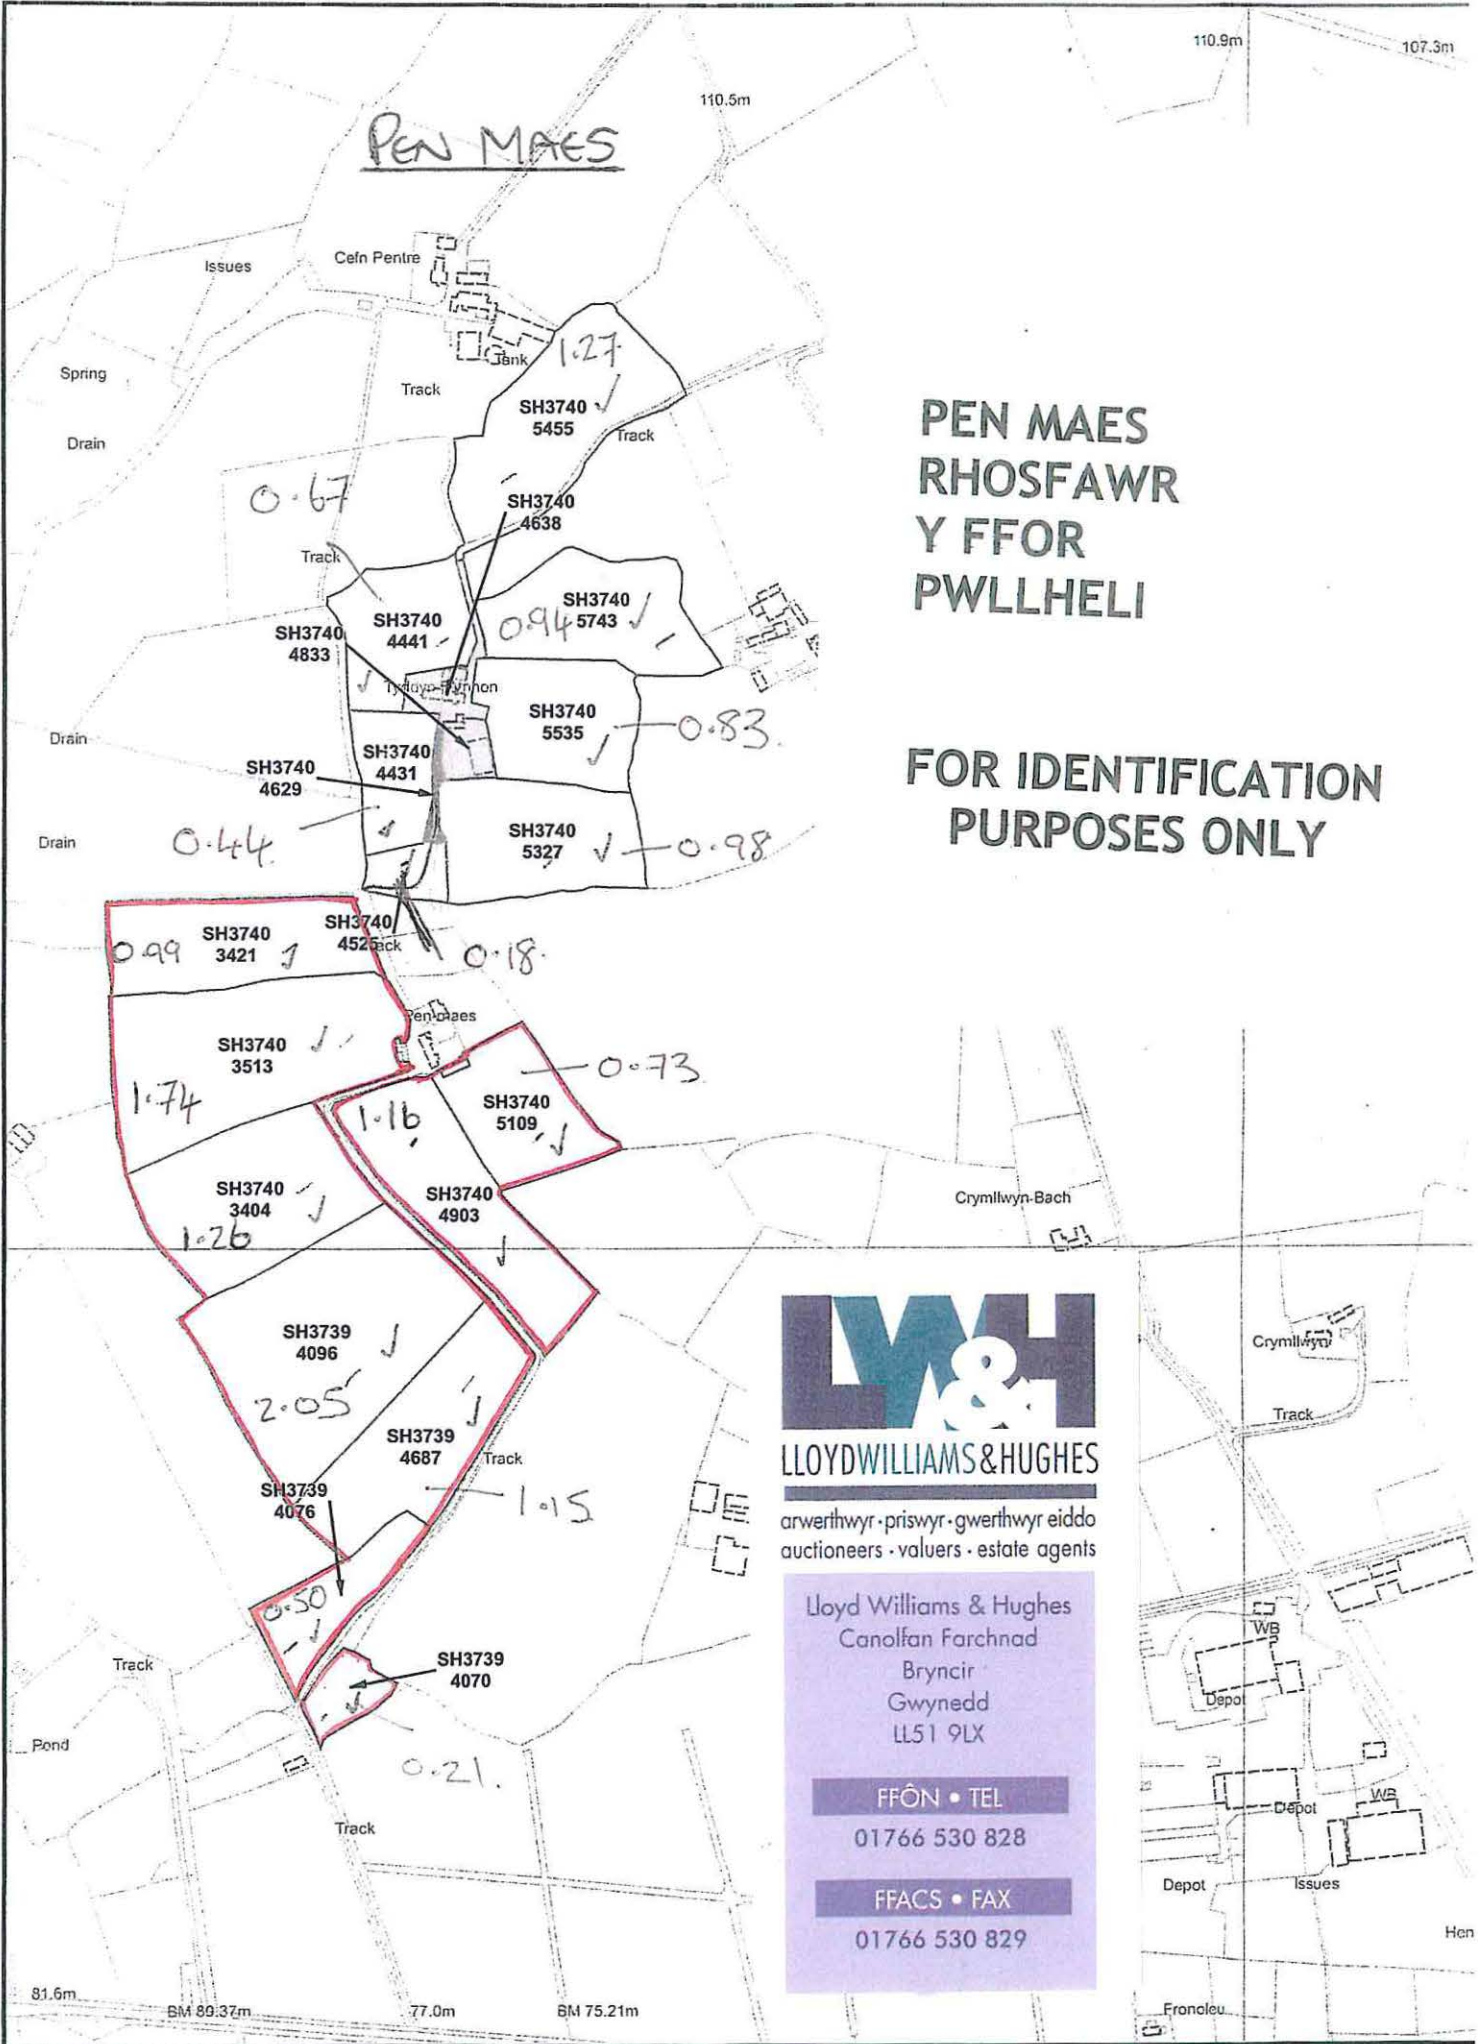 110.9m
107.3m
110.5m
PEN MAES
Issues
Cefn Pentre
Tank
1.27
Spring
Track
SH3740
5455
Track
Drain
PEN MAES
RHOSFAWR
Y FFOR
PWLLHELI
0.67
SH3740
4638
Track
SH3740
4441
SH3740
5743
0.94
SH3740
4833
SH3740
5535
0.83
Drain
SH3740
4431
SH3740
4629
FOR IDENTIFICATION
PURPOSES ONLY
Drain
0.44
SH3740
5327
0.98
0.99
SH3740
3421
SH3740
4525
0.18
Pen-maes
SH3740
3513
0.73
1.74
1.16
SH3740
5109
SH3740
3404
SH3740
4903
Crymllwyn-Bach
1.26
SH3739
4096
Crymllwyn
2.05
Track
SH3739
4687
Track
SH3739
4076
1.15
LW&H
LLOYDWILLIAMS&HUGHES
arwerthwyr · priswyr · gwerthwyr eiddo
auctioneers · valuers · estate agents
0.50
Lloyd Williams & Hughes
Canolfan Farchnad
Bryncir
Gwynedd
LL51 9LX
WB
Track
SH3739
4070
Depot
Pond
0.21.
FFÔN • TEL
01766 530 828
WB
Depot
Track
FFACS • FAX
01766 530 829
Depot
Issues
Hen
81.6m
BM 80.37m
77.0m
BM 75.21m
Fronoleu